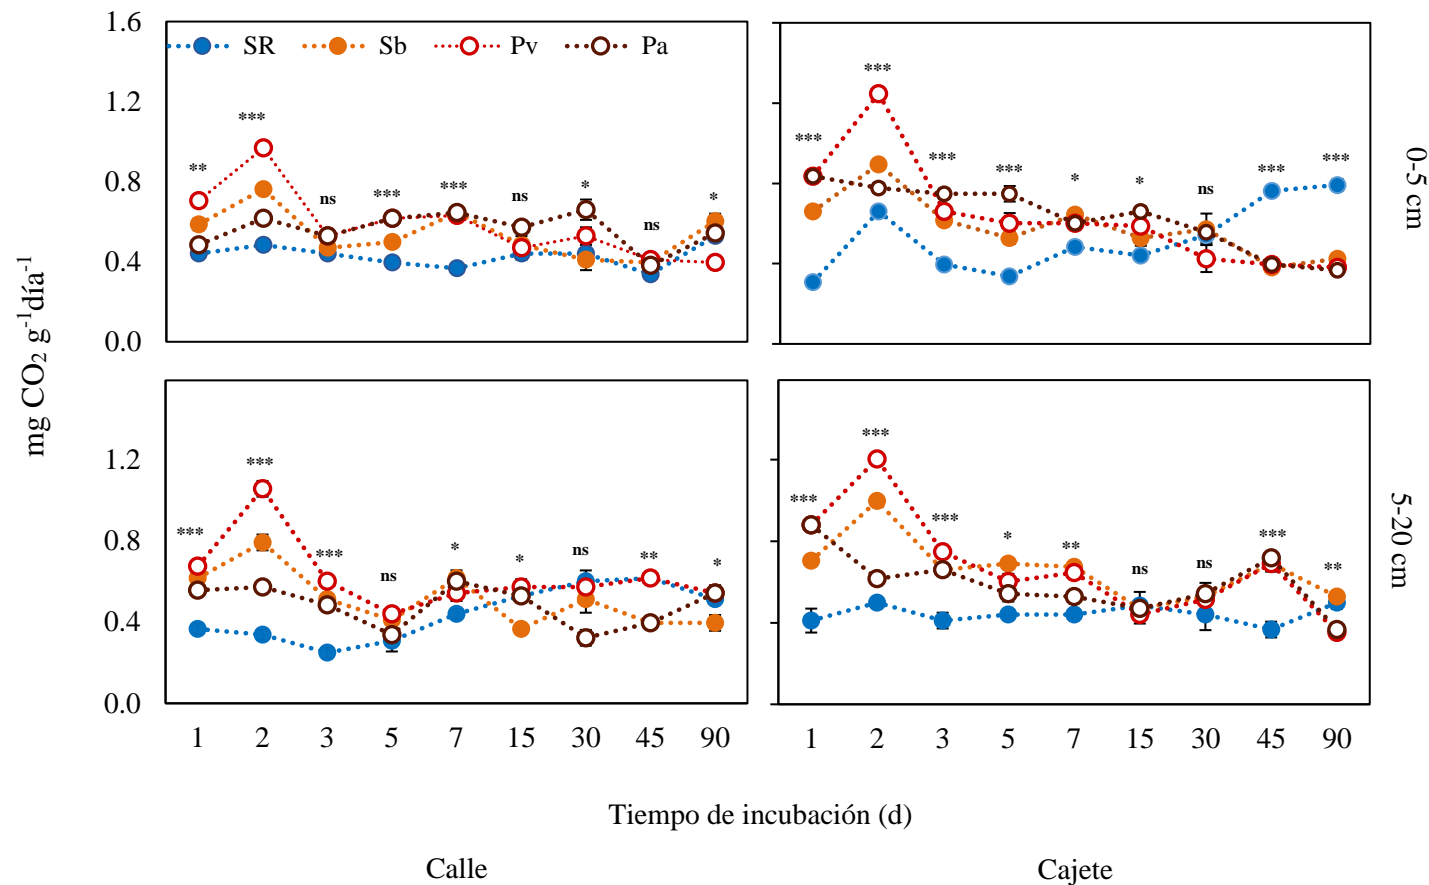 1.6
SR Sb Pv Pa
1.2
0.8
0.4
0.0
** *** ns *** *** ns * ns *
*** *** *** *** * * ns *** ***
0-5 cm
mg CO₂ g⁻¹día⁻¹
1.2
0.8
0.4
0.0
*** *** *** ns * * ns ** *
*** *** *** * ** ns ns *** **
5-20 cm
1 2 3 5 7 15 30 45 90
1 2 3 5 7 15 30 45 90
Tiempo de incubación (d)
Calle
Cajete